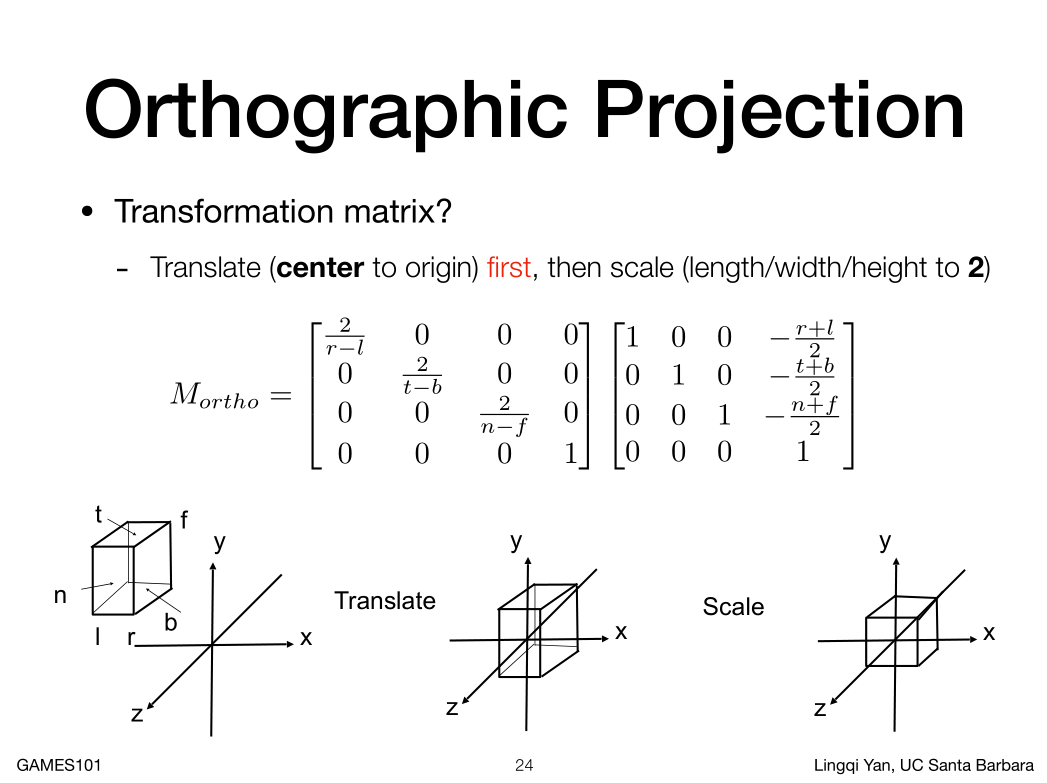 Orthographic Projection
• Transformation matrix?
- Translate (center to origin) first, then scale (length/width/height to 2)
M_{ortho} = \begin{bmatrix} \frac{2}{r-l} & 0 & 0 & 0 \\ 0 & \frac{2}{t-b} & 0 & 0 \\ 0 & 0 & \frac{2}{n-f} & 0 \\ 0 & 0 & 0 & 1 \end{bmatrix} \begin{bmatrix} 1 & 0 & 0 & -\frac{r+l}{2} \\ 0 & 1 & 0 & -\frac{t+b}{2} \\ 0 & 0 & 1 & -\frac{n+f}{2} \\ 0 & 0 & 0 & 1 \end{bmatrix}
t f
n
l r b
y
x
z
Translate
y
x
z
Scale
y
x
z
GAMES101 24 Lingqi Yan, UC Santa Barbara